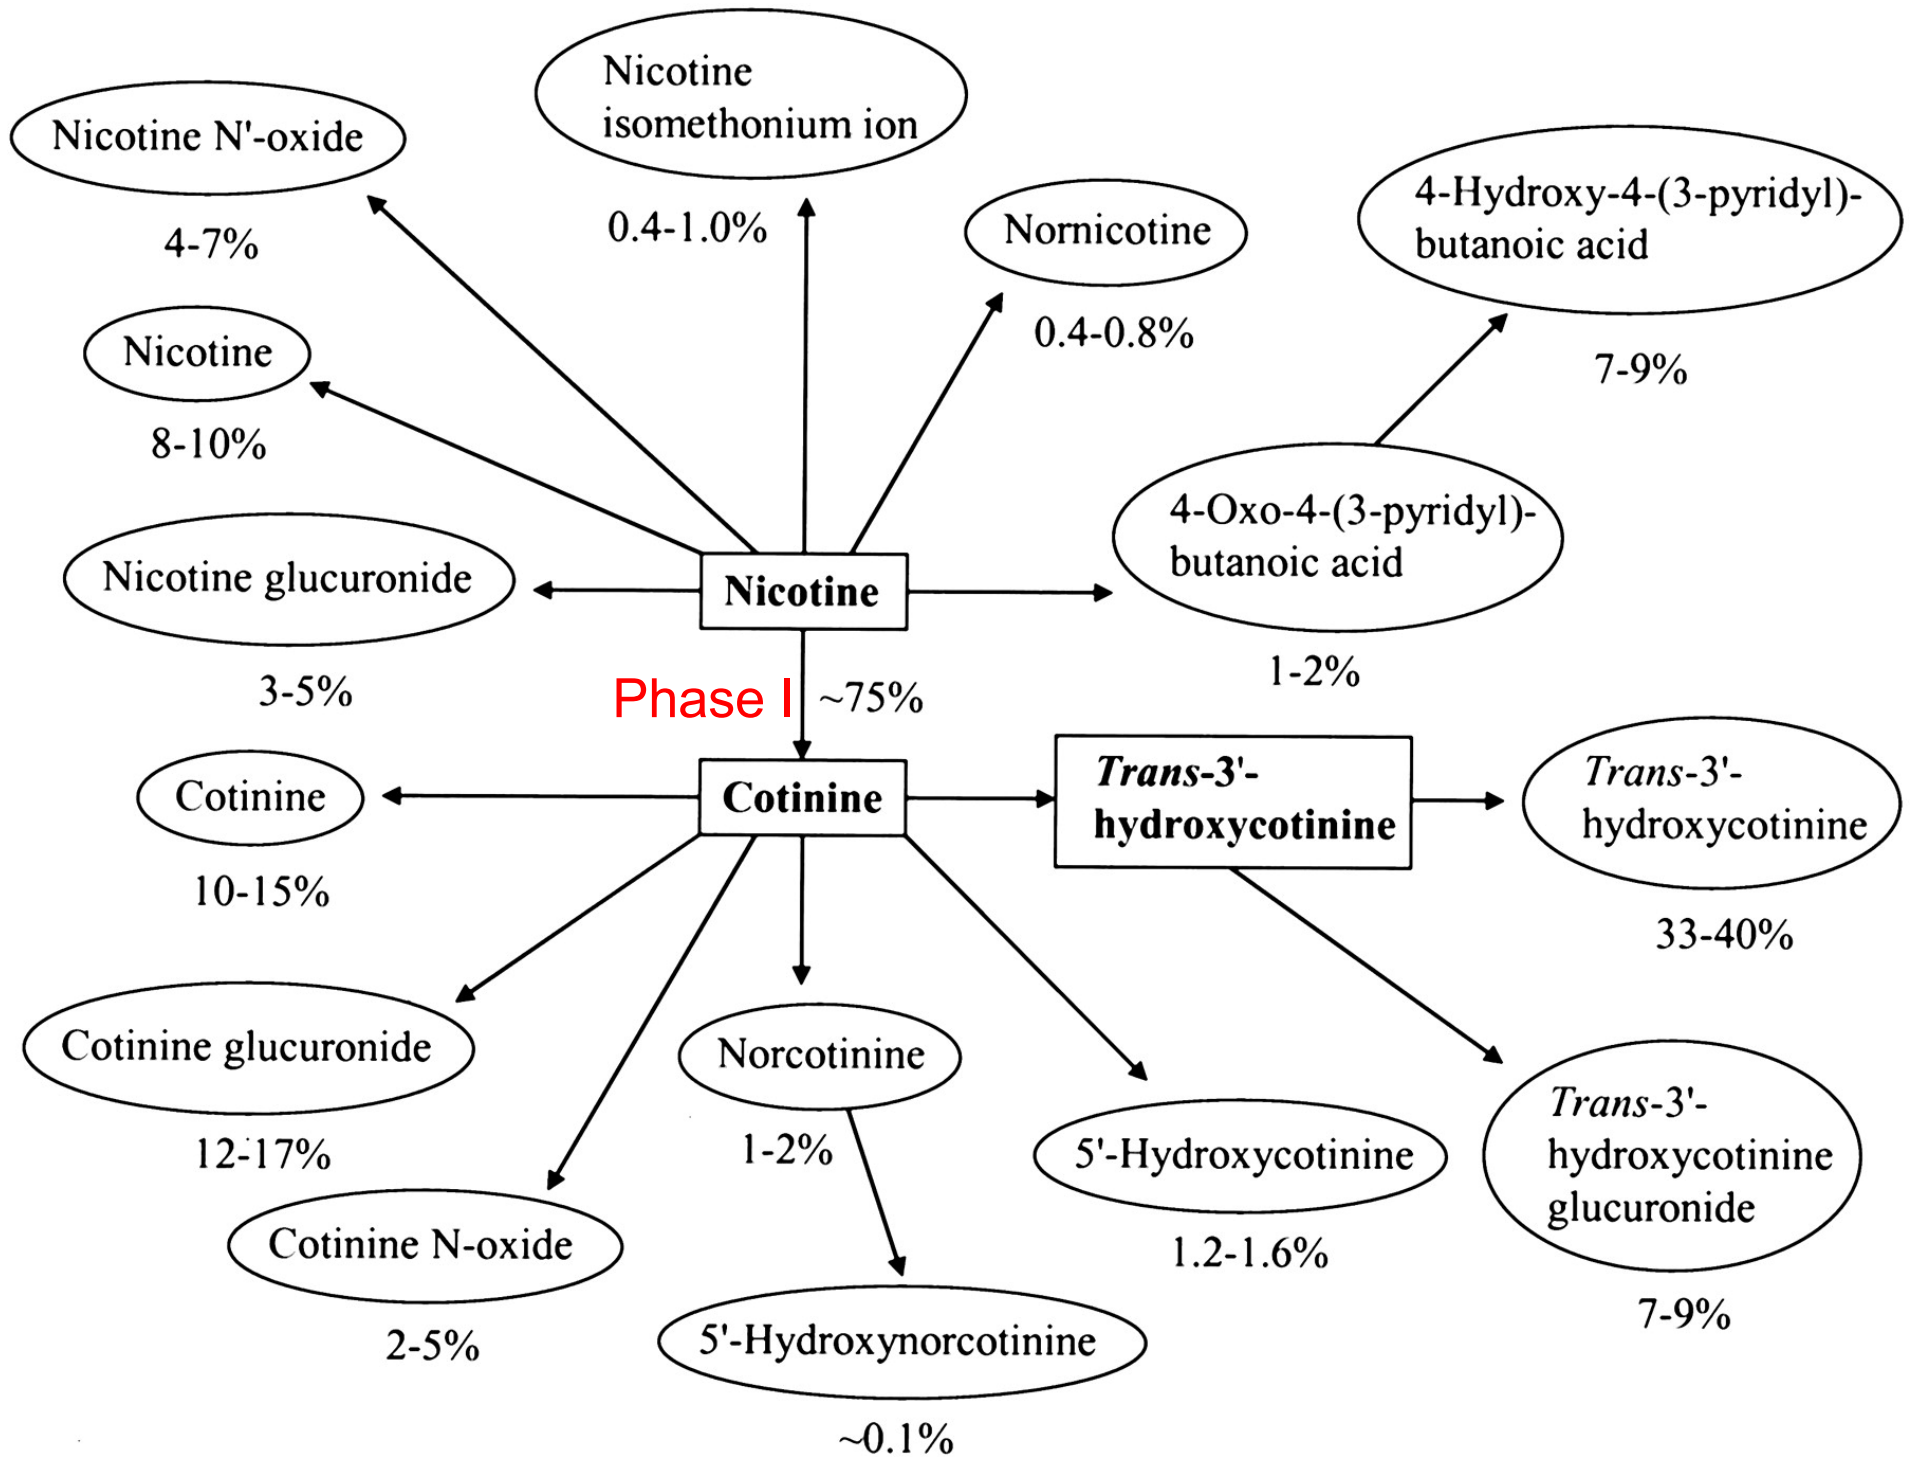 Nicotine
isomethonium ion
0.4-1.0%
Nicotine N'-oxide
4-7%
Nornicotine
0.4-0.8%
4-Hydroxy-4-(3-pyridyl)-
butanoic acid
7-9%
Nicotine
8-10%
4-Oxo-4-(3-pyridyl)-
butanoic acid
1-2%
Nicotine glucuronide
3-5%
Nicotine
Phase I
~75%
Cotinine
10-15%
Cotinine
Trans-3'-
hydroxycotinine
Trans-3'-
hydroxycotinine
33-40%
Cotinine glucuronide
12-17%
Norcotinine
1-2%
5'-Hydroxycotinine
1.2-1.6%
Trans-3'-
hydroxycotinine
glucuronide
7-9%
Cotinine N-oxide
2-5%
5'-Hydroxynorcotinine
~0.1%